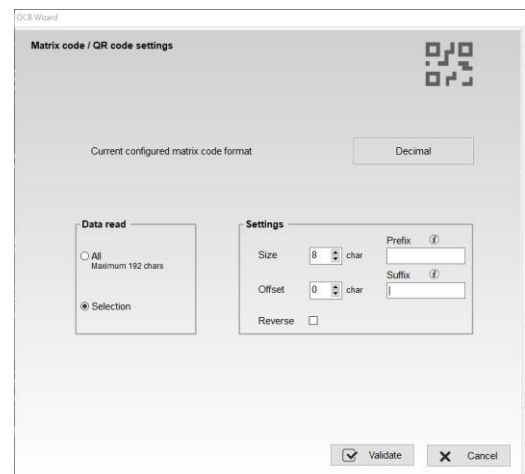 OCB Wizard
Matrix code / QR code settings
Current configured matrix code format
Decimal
Data read
All
Maximum 192 chars
Selection
Settings
Prefix i
Size 8 char
Suffix i
Offset 0 char
Reverse
Validate
Cancel